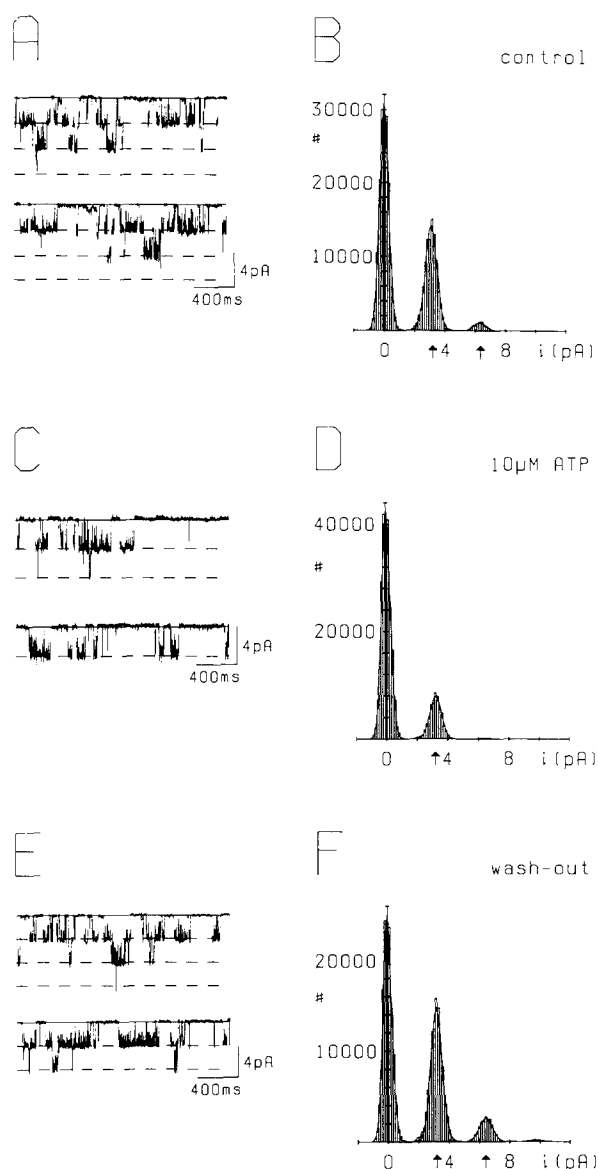 A
B
control
30000
#
20000
10000
4pA
400ms
0 ↑4 ↑ 8 i(pA)
C
D
10µM ATP
40000
#
20000
4pA
400ms
0 ↑4 8 i(pA)
E
F
wash-out
20000
#
10000
4pA
400ms
0 ↑4 ↑ 8 i(pA)